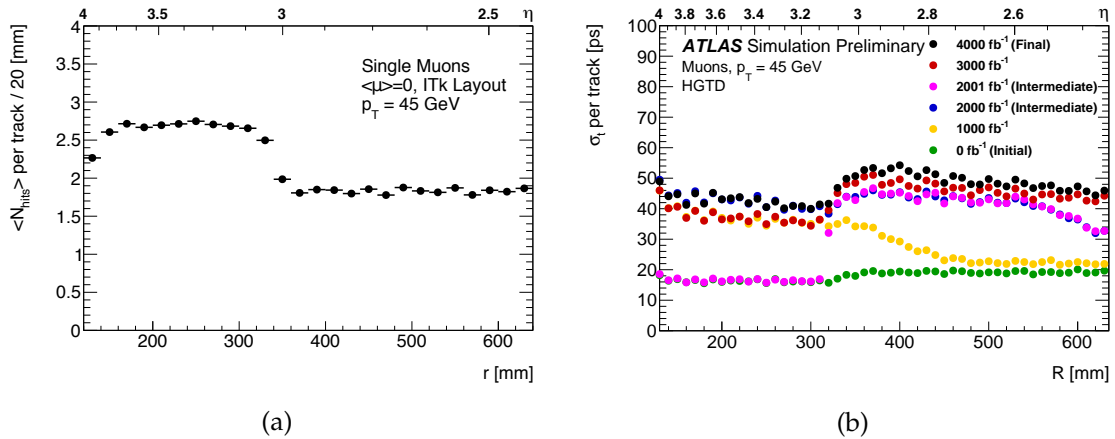 4 3.5 3 2.5 η
<N_hits> per track / 20 [mm]
4
3.5
3
2.5
2
1.5
1
0.5
0
Single Muons
<μ>=0, ITk Layout
p_T = 45 GeV
200 300 400 500 600
r [mm]
(a)
4 3.8 3.6 3.4 3.2 3 2.8 2.6 η
σ_t per track [ps]
100
90
80
70
60
50
40
30
20
10
0
ATLAS Simulation Preliminary
Muons, p_T = 45 GeV
HGTD
4000 fb⁻¹ (Final)
3000 fb⁻¹
2001 fb⁻¹ (Intermediate)
2000 fb⁻¹ (Intermediate)
1000 fb⁻¹
0 fb⁻¹ (Initial)
200 300 400 500 600
R [mm]
(b)